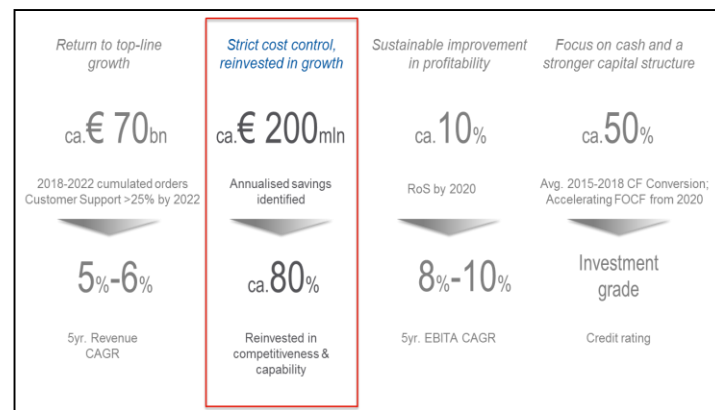 Return to top-line
growth
ca.€ 70bn
2018-2022 cumulated orders
Customer Support >25% by 2022
5%-6%
5yr. Revenue
CAGR
Strict cost control,
reinvested in growth
ca.€ 200mln
Annualised savings
identified
ca.80%
Reinvested in
competitiveness &
capability
Sustainable improvement
in profitability
ca.10%
RoS by 2020
8%-10%
5yr. EBITA CAGR
Focus on cash and a
stronger capital structure
ca.50%
Avg. 2015-2018 CF Conversion;
Accelerating FOCF from 2020
Investment
grade
Credit rating